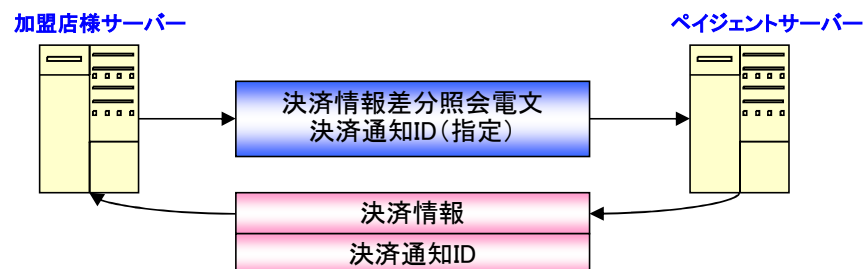 加盟店様サーバー
ペイジェントサーバー
決済情報差分照会電文
決済通知ID(指定)
決済情報
決済通知ID